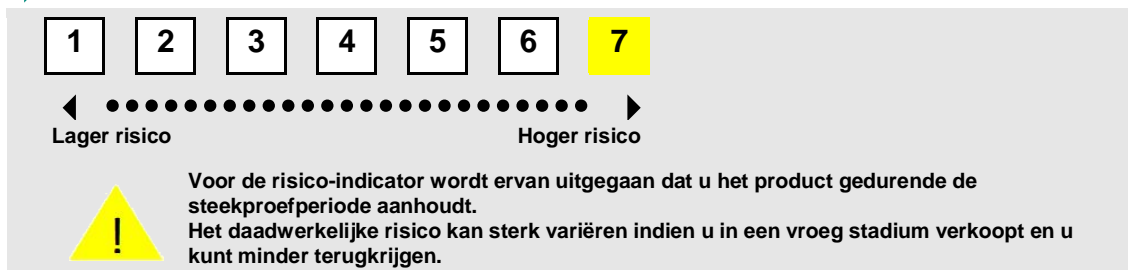 1 2 3 4 5 6 7
Lager risico Hoger risico
Voor de risico-indicator wordt ervan uitgegaan dat u het product gedurende de
steekproefperiode aanhoudt.
Het daadwerkelijke risico kan sterk variëren indien u in een vroeg stadium verkoopt en u
! kunt minder terugkrijgen.